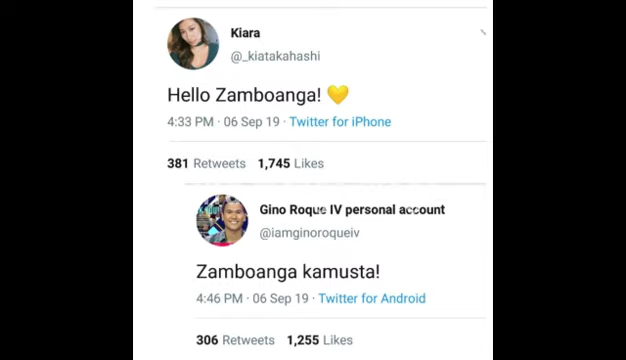 Kiara
@_kiatakahashi
Hello Zamboanga! 💛
4:33 PM · 06 Sep 19 · Twitter for iPhone
381 Retweets 1,745 Likes
Gino Roque IV personal account
@iamginoroqueiv
Zamboanga kamusta!
4:46 PM · 06 Sep 19 · Twitter for Android
306 Retweets 1,255 Likes